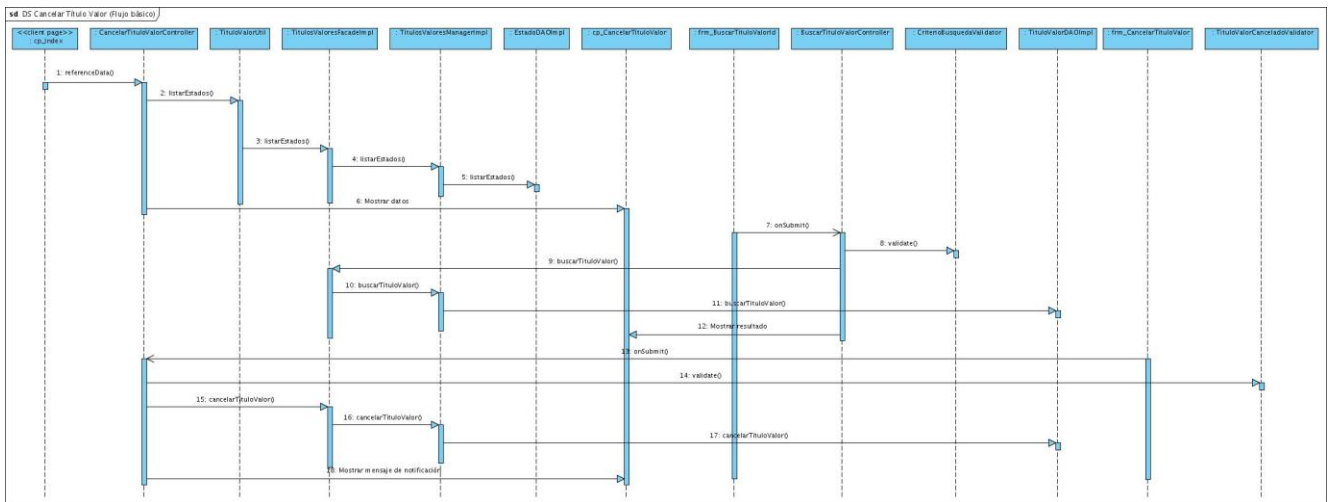 sd DS Cancelar Título Valor (Flujo básico)
<<client page>>
: cp_index
: CancelarTituloValorController
: TituloValorUtil
: TitulosValoresFacadeImpl
: TitulosValoresManagerImpl
: EstadoDAOImpl
: cp_CancelarTituloValor
: frm_BuscarTituloValorId
: BuscarTituloValorController
: CriterioBusquedaValidator
: TituloValorDAOImpl
: frm_CancelarTituloValor
: TituloValorCanceladoValidator
1: referenceData()
2: listarEstados()
3: listarEstados()
4: listarEstados()
5: listarEstados()
6: Mostrar datos
7: onSubmit()
8: validate()
9: buscarTituloValor()
10: buscarTituloValor()
11: buscarTituloValor()
12: Mostrar resultado
13: onSubmit()
14: validate()
15: cancelarTituloValor()
16: cancelarTituloValor()
17: cancelarTituloValor()
18: Mostrar mensaje de notificación